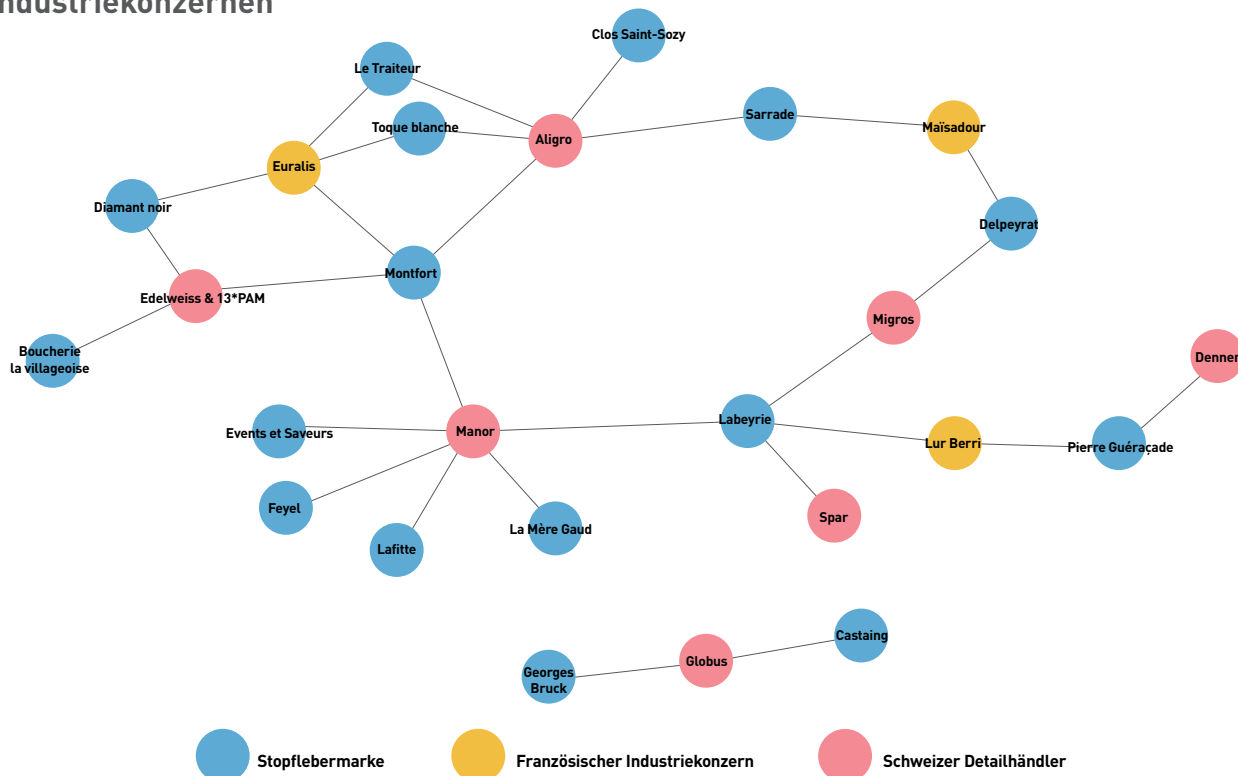 ndustriekonzernen
Clos Saint-Sozy
Le Traiteur
Toque blanche
Aligro
Sarrade
Maïsadour
Euralis
Diamant noir
Delpeyrat
Montfort
Edelweiss & 13*PAM
Migros
Boucherie
la villageoise
Denner
Events et Saveurs
Manor
Labeyrie
Lur Berri
Pierre Guéraçade
Feyel
Lafitte
La Mère Gaud
Spar
Castaing
Globus
Georges
Bruck
Stopflebermarke
Französischer Industriekonzern
Schweizer Detailhändler